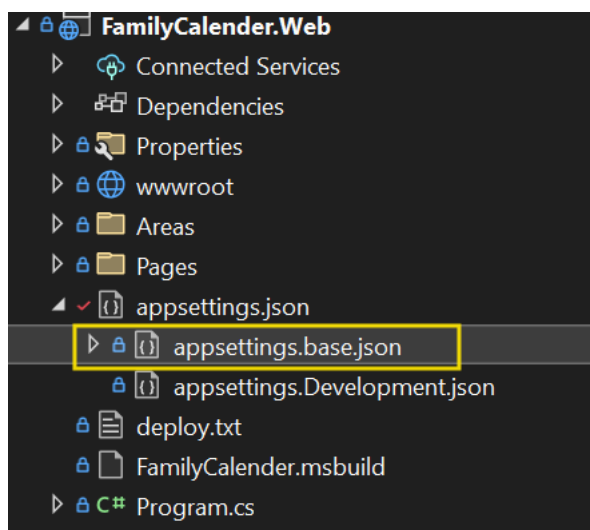 FamilyCalender.Web
Connected Services
Dependencies
Properties
wwwroot
Areas
Pages
appsettings.json
appsettings.base.json
appsettings.Development.json
deploy.txt
FamilyCalender.msbuild
C# Program.cs